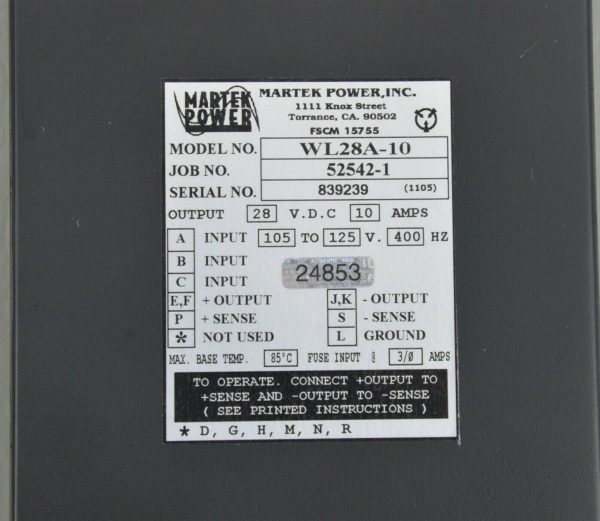 MARTEK POWER
MARTEK POWER,INC.
1111 Knox Street
Torrance, CA. 90502
FSCM 15755
MODEL NO. WL28A-10
JOB NO. 52542-1
SERIAL NO. 839239 (1105)
OUTPUT 28 V.D.C 10 AMPS
A INPUT 105 TO 125 V. 400 HZ
B INPUT
C INPUT 24853
E,F + OUTPUT J,K - OUTPUT
P + SENSE S - SENSE
* NOT USED L GROUND
MAX. BASE TEMP. 85°C FUSE INPUT @ 3/Ø AMPS
TO OPERATE. CONNECT +OUTPUT TO
+SENSE AND -OUTPUT TO -SENSE
( SEE PRINTED INSTRUCTIONS )
* D, G, H, M, N, R